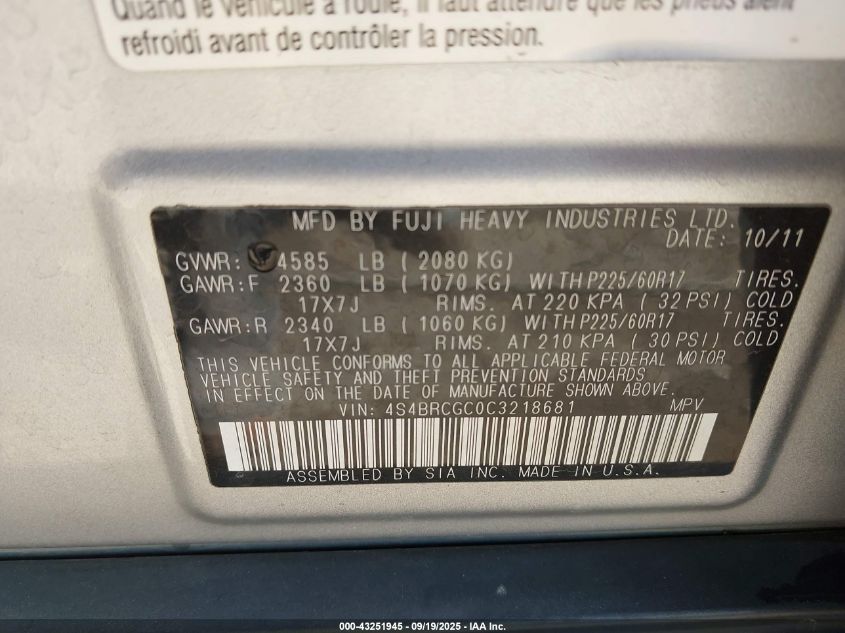 Quand le véhicule a roulé, il faut attendre que les pneus aient
refroidi avant de contrôler la pression.
MFD BY FUJI HEAVY INDUSTRIES LTD.
DATE: 10/11
GVWR: 4585 LB ( 2080 KG)
GAWR:F 2360 LB ( 1070 KG) WITH P225/60R17 TIRES.
17X7J RIMS. AT 220 KPA ( 32 PSI) COLD
GAWR:R 2340 LB ( 1060 KG) WITH P225/60R17 TIRES.
17X7J RIMS. AT 210 KPA ( 30 PSI) COLD
THIS VEHICLE CONFORMS TO ALL APPLICABLE FEDERAL MOTOR
VEHICLE SAFETY AND THEFT PREVENTION STANDARDS
IN EFFECT ON THE DATE OF MANUFACTURE SHOWN ABOVE.
VIN: 4S4BRCGC0C3218681 MPV
ASSEMBLED BY SIA INC. MADE IN U.S.A.
000-43251945 - 09/19/2025 - IAA Inc.